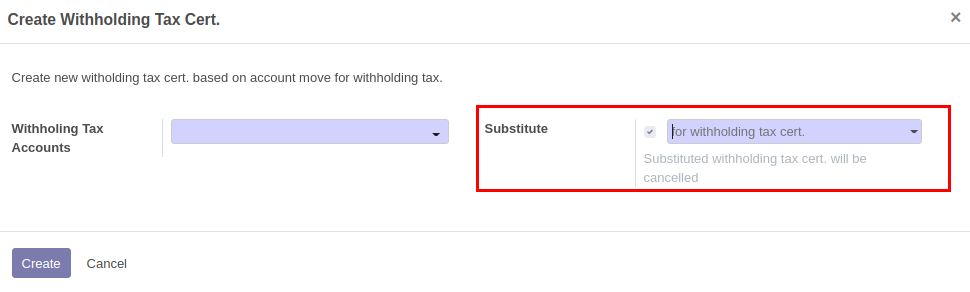 Create Withholding Tax Cert.
×
Create new witholding tax cert. based on account move for withholding tax.
Withholing Tax
Accounts
Substitute
for withholding tax cert.
Substituted withholding tax cert. will be
cancelled
Create
Cancel